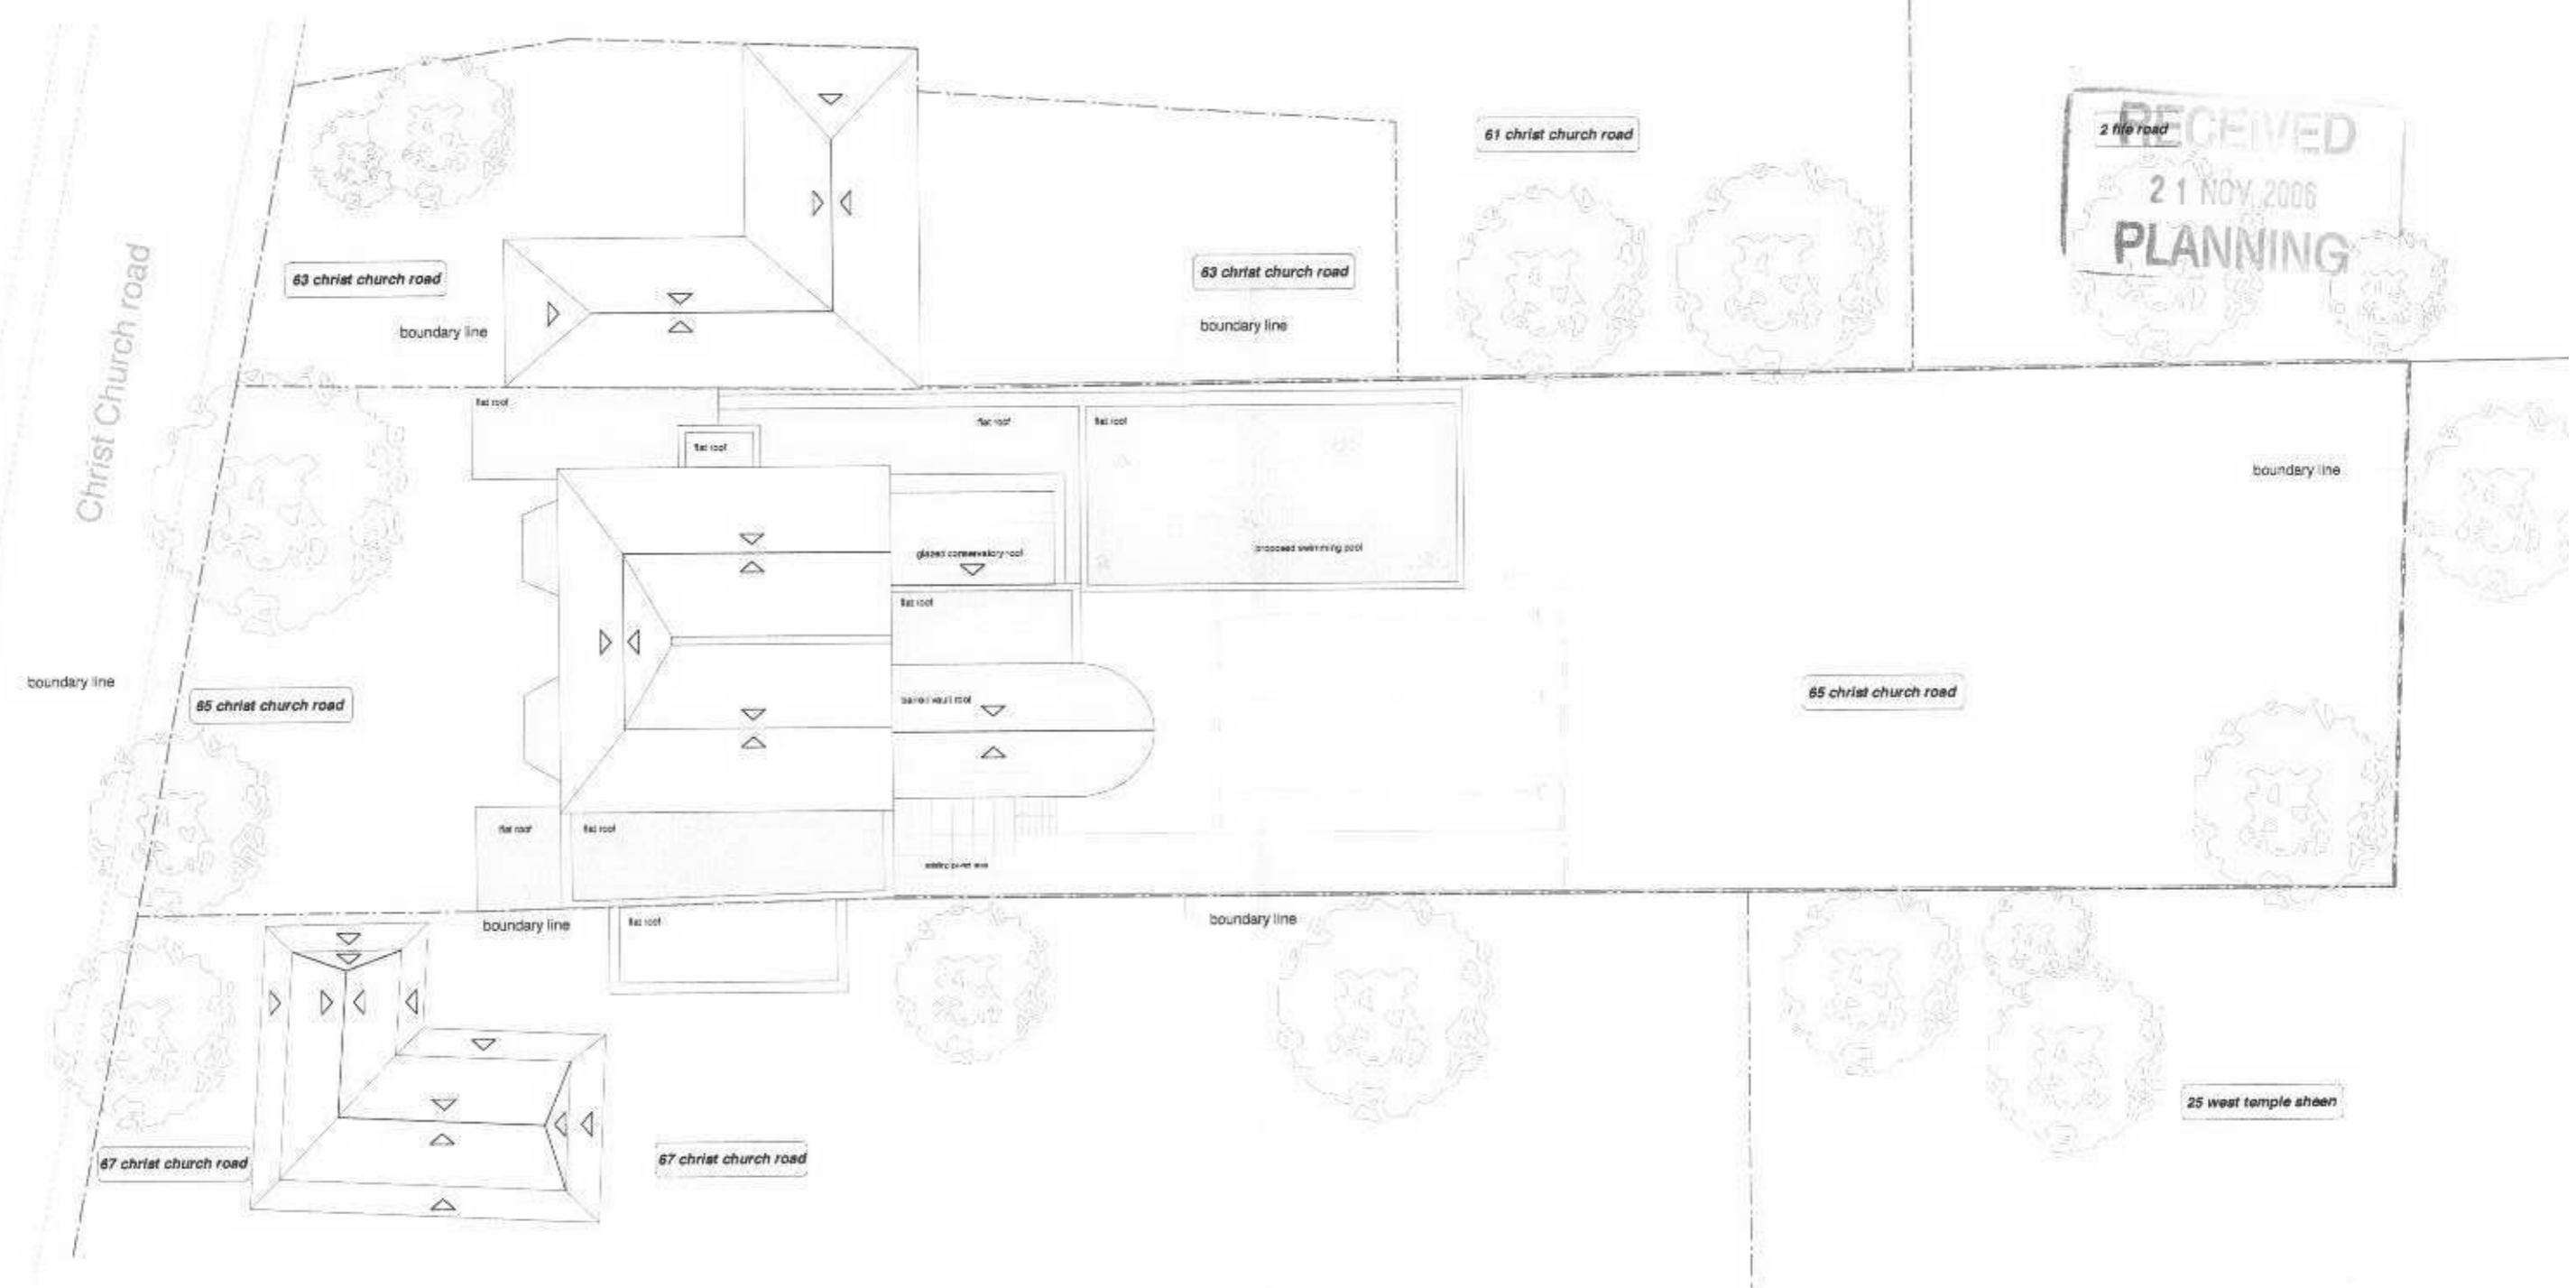 61 christ church road
2 fife road
RECEIVED
21 NOV 2006
PLANNING
63 christ church road
63 christ church road
boundary line
boundary line
Christ Church road
flat roof
flat roof
flat roof
flat roof
boundary line
glazed conservatory roof
proposed swimming pool
flat roof
boundary line
65 christ church road
65 christ church road
barrell vault roof
flat roof
flat roof
existing paved area
boundary line
flat roof
boundary line
25 west temple sheen
67 christ church road
67 christ church road